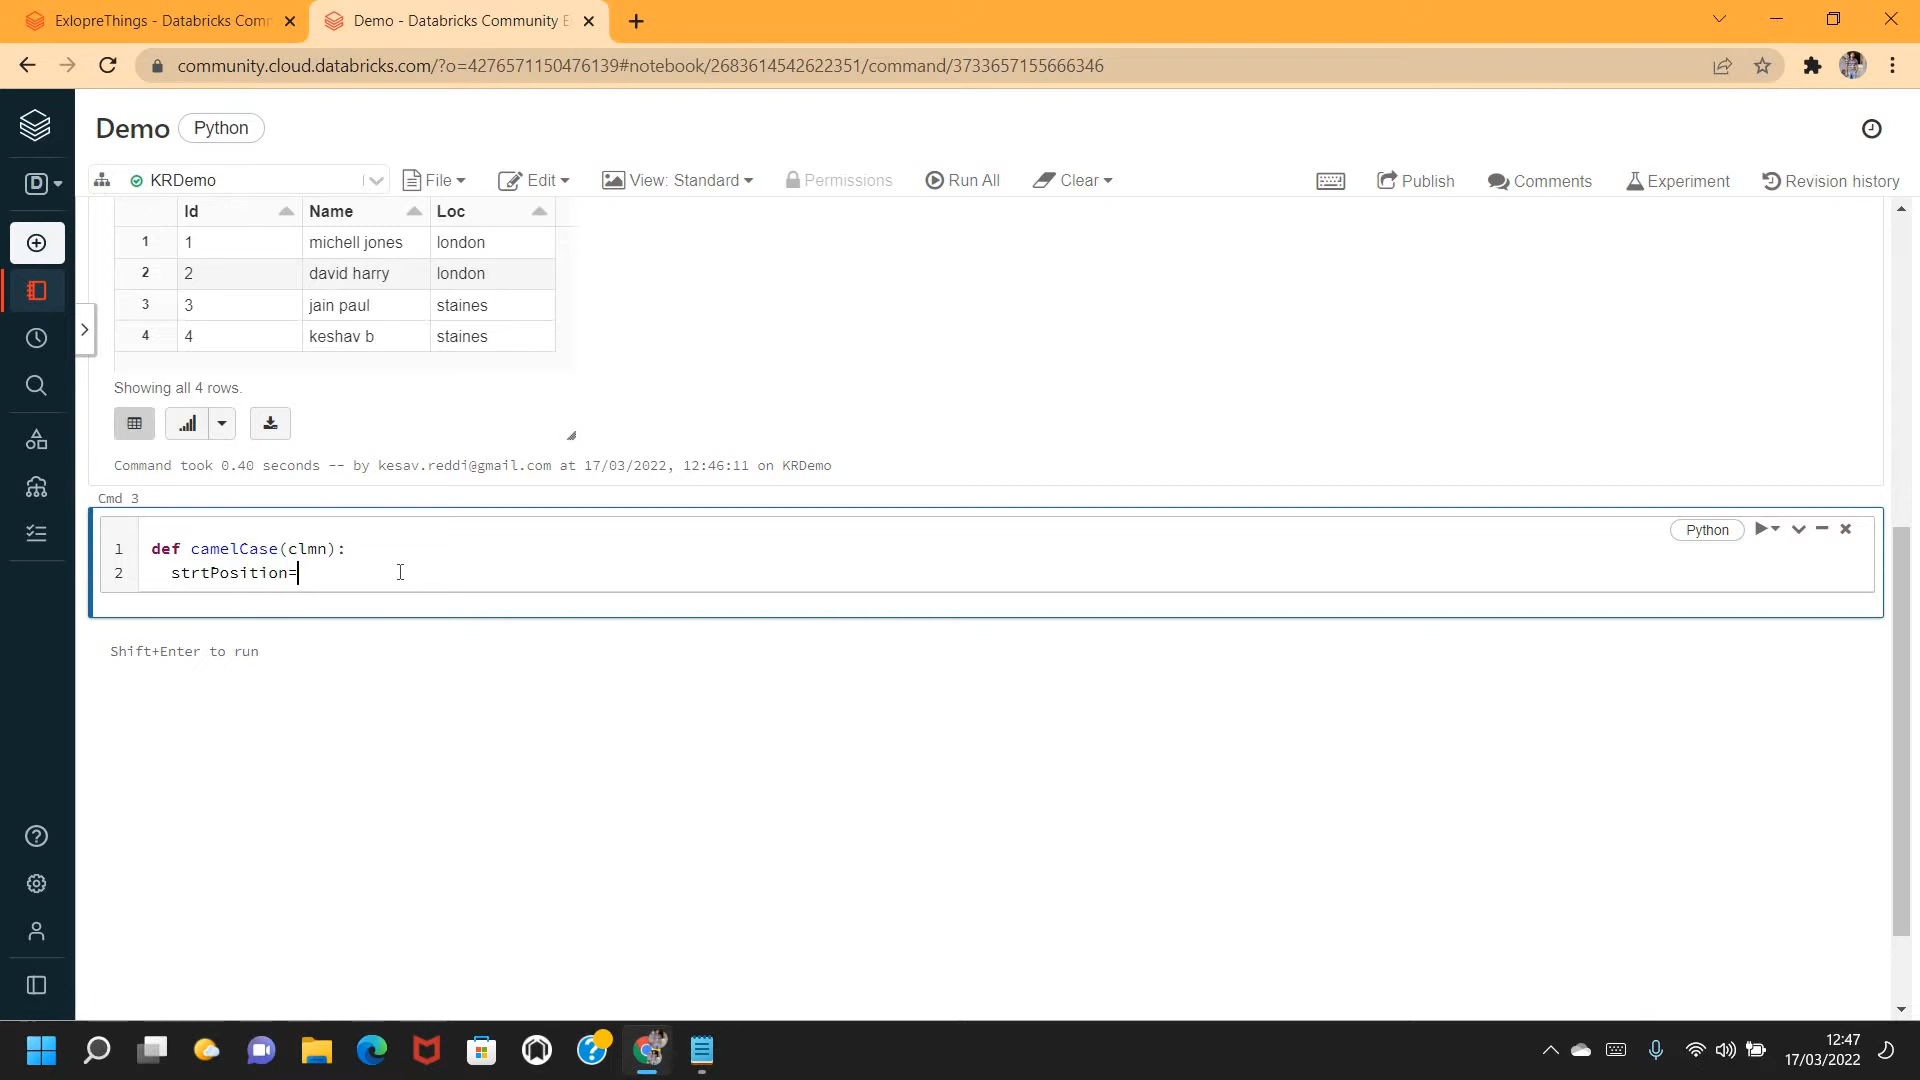 ExlopreThings - Databricks Comm
Demo - Databricks Community E
community.cloud.databricks.com/?o=4276571150476139#notebook/2683614542622351/command/3733657155666346
Demo Python
KRDemo File Edit View: Standard Permissions Run All Clear Publish Comments Experiment Revision history
Id Name Loc
1 1 michell jones london
2 2 david harry london
3 3 jain paul staines
4 4 keshav b staines
Showing all 4 rows.
Command took 0.40 seconds -- by kesav.reddi@gmail.com at 17/03/2022, 12:46:11 on KRDemo
Cmd 3
Python
1 def camelCase(clmn):
2 strtPosition=
Shift+Enter to run
12:47
17/03/2022